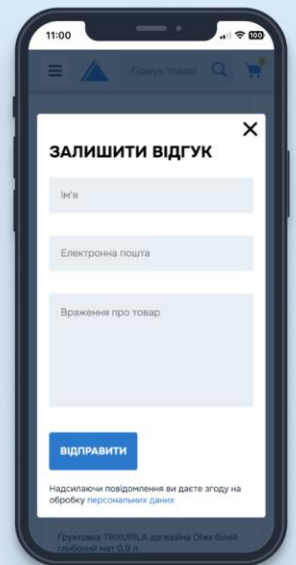 11:00
100
Пошук товарі
2
ЗАЛИШИТИ ВІДГУК
Ім'я
Електронна пошта
Враження про товар
ВІДПРАВИТИ
Надсилаючи повідомлення ви даєте згоду на
обробку персональних даних
Грунтовка TIKKURILA адгезійна Otex білий
глибокий мат 0,9 л